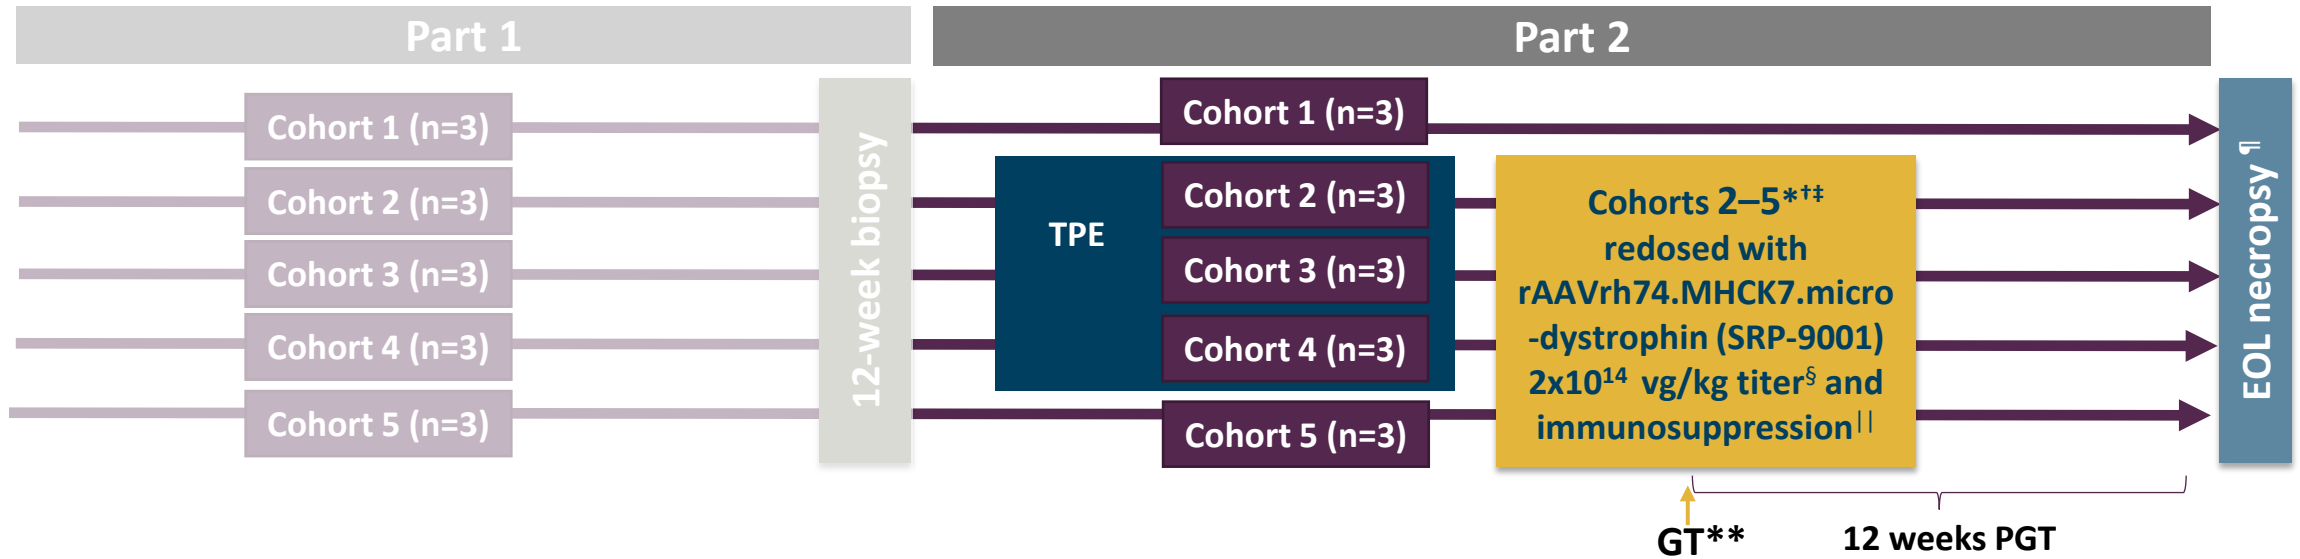 Part 1
Part 2
Cohort 1 (n=3)
Cohort 2 (n=3)
Cohort 3 (n=3)
Cohort 4 (n=3)
Cohort 5 (n=3)
12-week biopsy
TPE
Cohort 1 (n=3)
Cohort 2 (n=3)
Cohort 3 (n=3)
Cohort 4 (n=3)
Cohort 5 (n=3)
Cohorts 2–5*†‡
redosed with
rAAVrh74.MHCK7.micro
-dystrophin (SRP-9001)
2x10¹⁴ vg/kg titer§ and
immunosuppression||
EOL necropsy ¶
GT**
12 weeks PGT